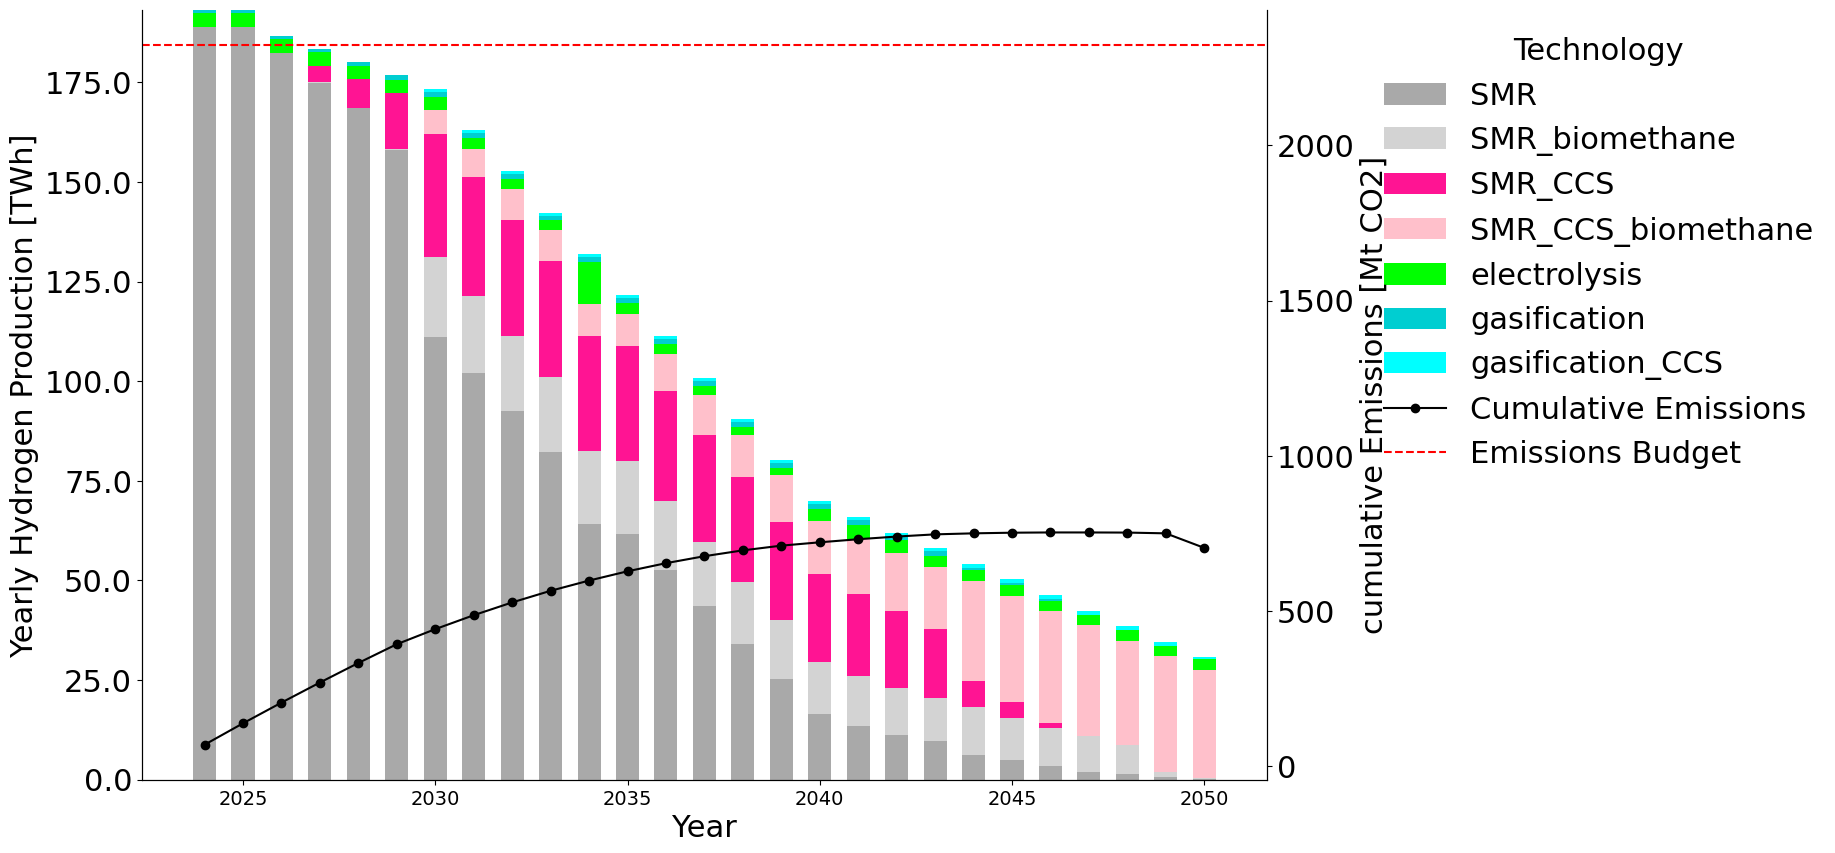 Yearly Hydrogen Production [TWh]
175.0
150.0
125.0
100.0
75.0
50.0
25.0
0.0
2025
2030
2035
2040
2045
2050
Year
2000
1500
1000
500
0
cumulative Emissions [Mt CO2]
Technology
SMR
SMR_biomethane
SMR_CCS
SMR_CCS_biomethane
electrolysis
gasification
gasification_CCS
Cumulative Emissions
Emissions Budget